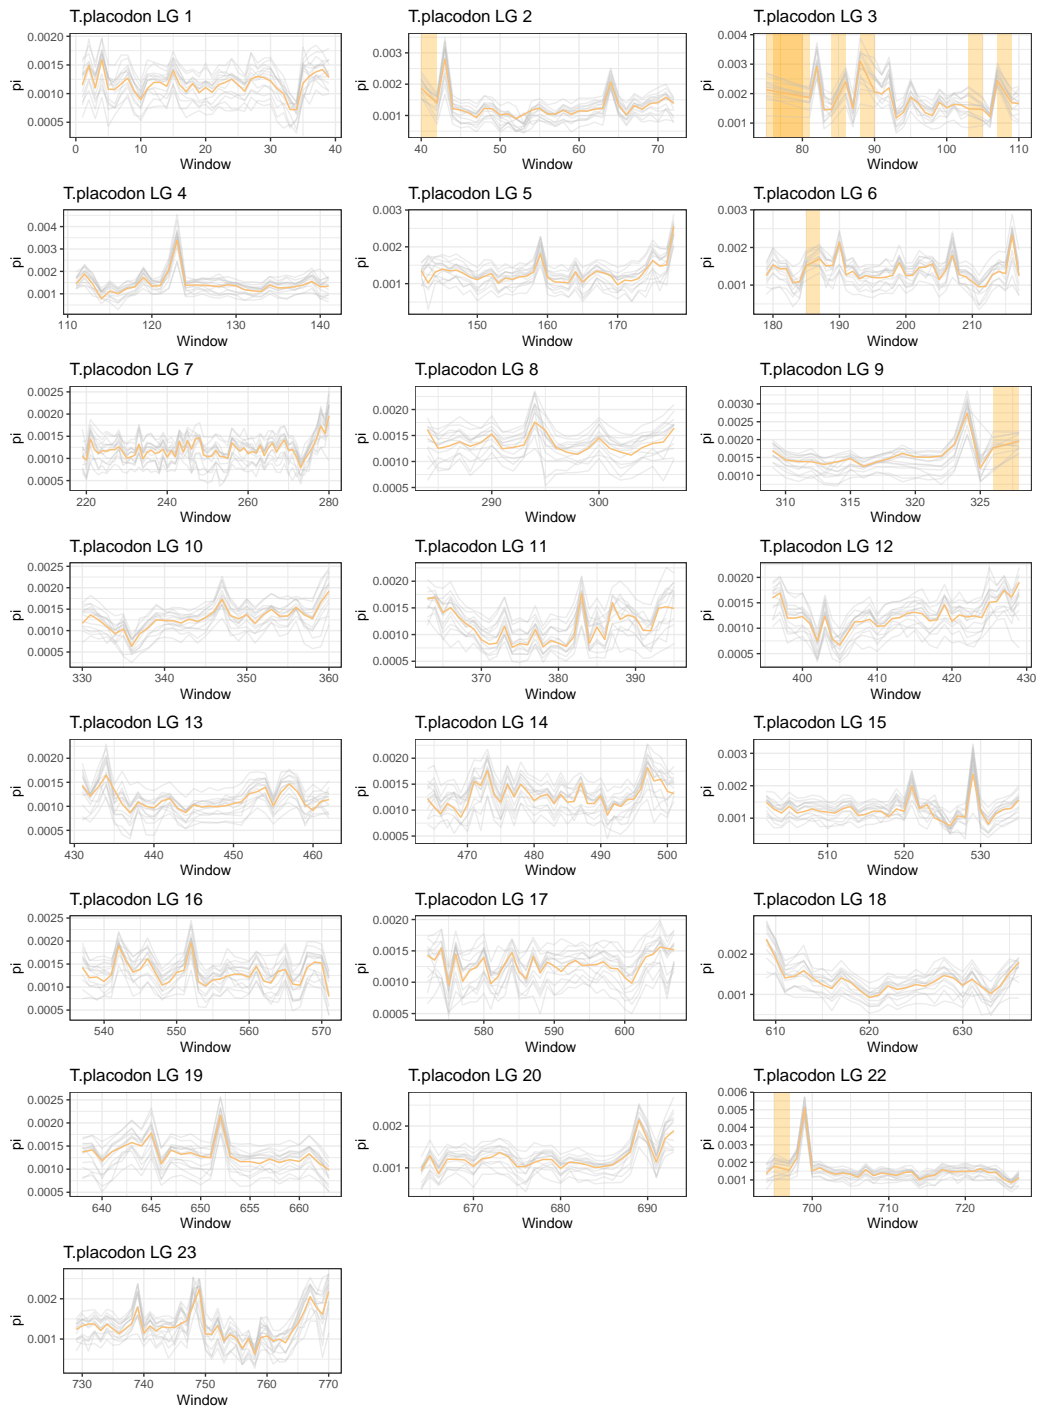 T.placodon LG 1
pi
0.0020
0.0015
0.0010
0.0005
0 10 20 30 40
Window
T.placodon LG 2
pi
0.003
0.002
0.001
40 50 60 70
Window
T.placodon LG 3
pi
0.004
0.003
0.002
0.001
80 90 100 110
Window
T.placodon LG 4
pi
0.004
0.003
0.002
0.001
110 120 130 140
Window
T.placodon LG 5
pi
0.003
0.002
0.001
150 160 170
Window
T.placodon LG 6
pi
0.003
0.002
0.001
180 190 200 210
Window
T.placodon LG 7
pi
0.0025
0.0020
0.0015
0.0010
0.0005
220 240 260 280
Window
T.placodon LG 8
pi
0.0020
0.0015
0.0010
0.0005
290 300
Window
T.placodon LG 9
pi
0.0030
0.0025
0.0020
0.0015
0.0010
310 315 320 325
Window
T.placodon LG 10
pi
0.0025
0.0020
0.0015
0.0010
0.0005
330 340 350 360
Window
T.placodon LG 11
pi
0.0020
0.0015
0.0010
0.0005
370 380 390
Window
T.placodon LG 12
pi
0.0020
0.0015
0.0010
0.0005
400 410 420 430
Window
T.placodon LG 13
pi
0.0020
0.0015
0.0010
0.0005
430 440 450 460
Window
T.placodon LG 14
pi
0.0020
0.0015
0.0010
0.0005
470 480 490 500
Window
T.placodon LG 15
pi
0.003
0.002
0.001
510 520 530
Window
T.placodon LG 16
pi
0.0025
0.0020
0.0015
0.0010
0.0005
540 550 560 570
Window
T.placodon LG 17
pi
0.0020
0.0015
0.0010
0.0005
580 590 600
Window
T.placodon LG 18
pi
0.002
0.001
610 620 630
Window
T.placodon LG 19
pi
0.0025
0.0020
0.0015
0.0010
0.0005
640 645 650 655 660
Window
T.placodon LG 20
pi
0.002
0.001
670 680 690
Window
T.placodon LG 22
pi
0.006
0.005
0.004
0.003
0.002
0.001
700 710 720
Window
T.placodon LG 23
pi
0.002
0.001
730 740 750 760 770
Window